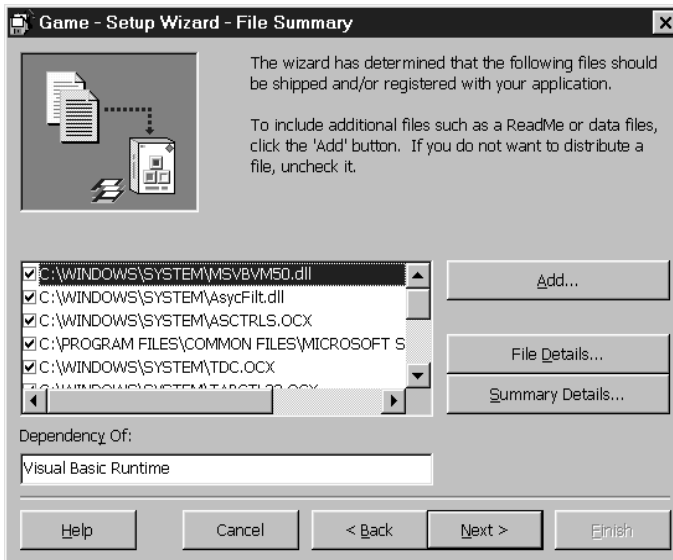 Game - Setup Wizard - File Summary
The wizard has determined that the following files should
be shipped and/or registered with your application.
To include additional files such as a ReadMe or data files,
click the 'Add' button.  If you do not want to distribute a
file, uncheck it.
C:\WINDOWS\SYSTEM\MSVBVM50.dll
C:\WINDOWS\SYSTEM\AsycFilt.dll
C:\WINDOWS\SYSTEM\ASCTRLS.OCX
C:\PROGRAM FILES\COMMON FILES\MICROSOFT S
C:\WINDOWS\SYSTEM\TDC.OCX
Add...
File Details...
Summary Details...
Dependency Of:
Visual Basic Runtime
Help
Cancel
< Back
Next >
Finish